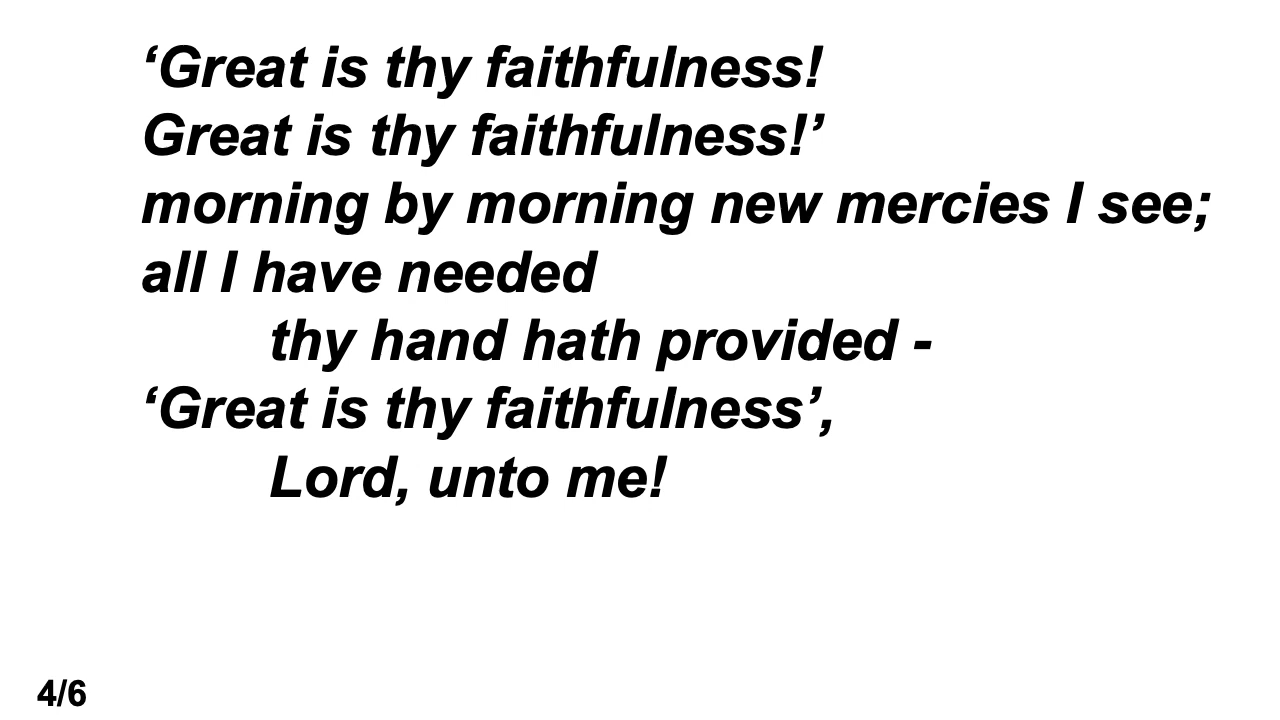 ‘Great is thy faithfulness!
Great is thy faithfulness!’
morning by morning new mercies I see;
all I have needed
thy hand hath provided -
‘Great is thy faithfulness’,
Lord, unto me!
4/6